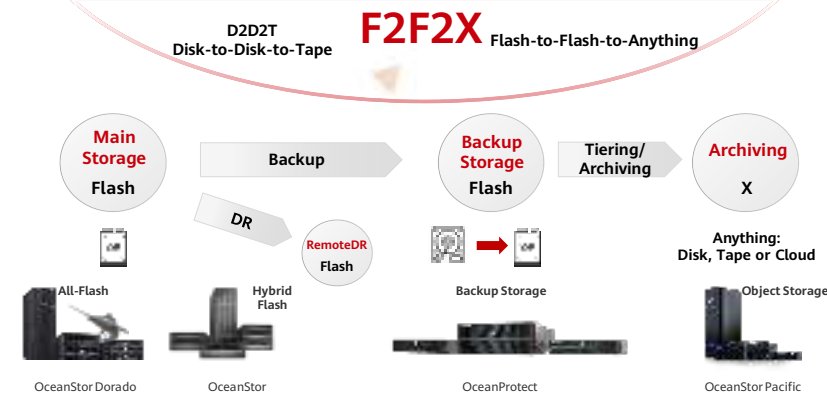 D2D2T
Disk-to-Disk-to-Tape
F2F2X
Flash-to-Flash-to-Anything
Main
Storage
Flash
Backup
Backup
Storage
Flash
Tiering/
Archiving
Archiving
X
DR
RemoteDR
Flash
Anything:
Disk, Tape or Cloud
All-Flash
Hybrid
Flash
Backup Storage
Object Storage
OceanStor Dorado
OceanStor
OceanProtect
OceanStor Pacific